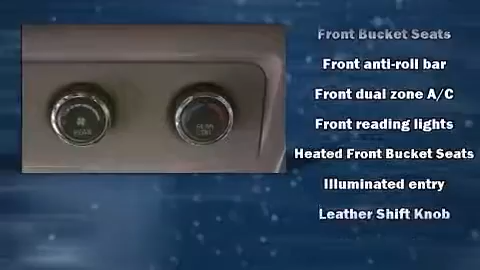 Front Bucket Seats
Front anti-roll bar
Front dual zone A/C
Front reading lights
Heated Front Bucket Seats
Illuminated entry
Leather Shift Knob
REAR